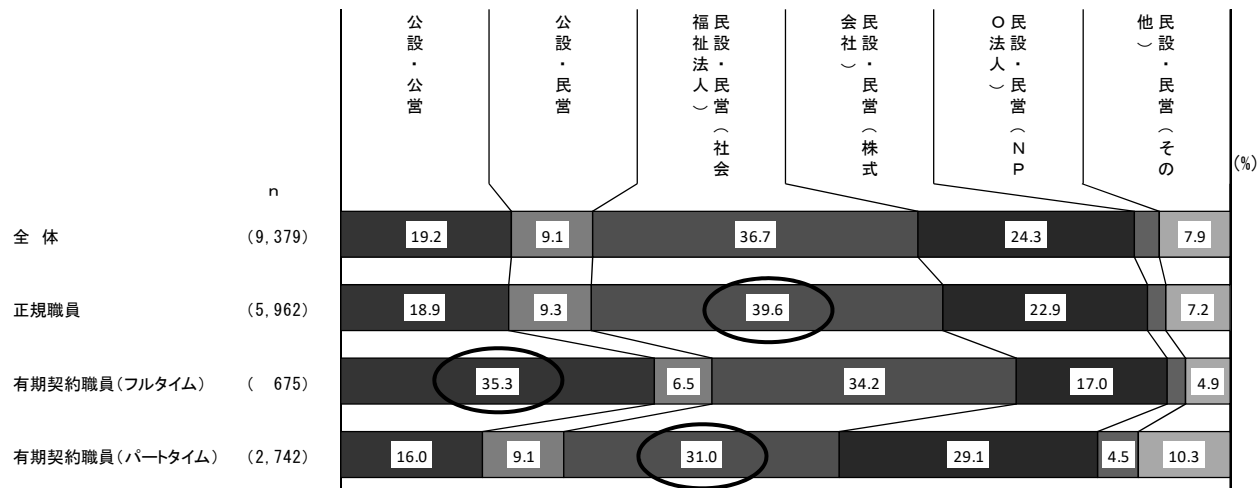 公設・公営
公設・民営
民設・民営（社会
福祉法人）
民設・民営（株式
会社）
民設・民営（ＮＰ
Ｏ法人）
民設・民営（その
他）
(%)
n
全 体 (9,379) 19.2 9.1 36.7 24.3 7.9
正規職員 (5,962) 18.9 9.3 39.6 22.9 7.2
有期契約職員（フルタイム） ( 675) 35.3 6.5 34.2 17.0 4.9
有期契約職員（パートタイム） (2,742) 16.0 9.1 31.0 29.1 4.5 10.3